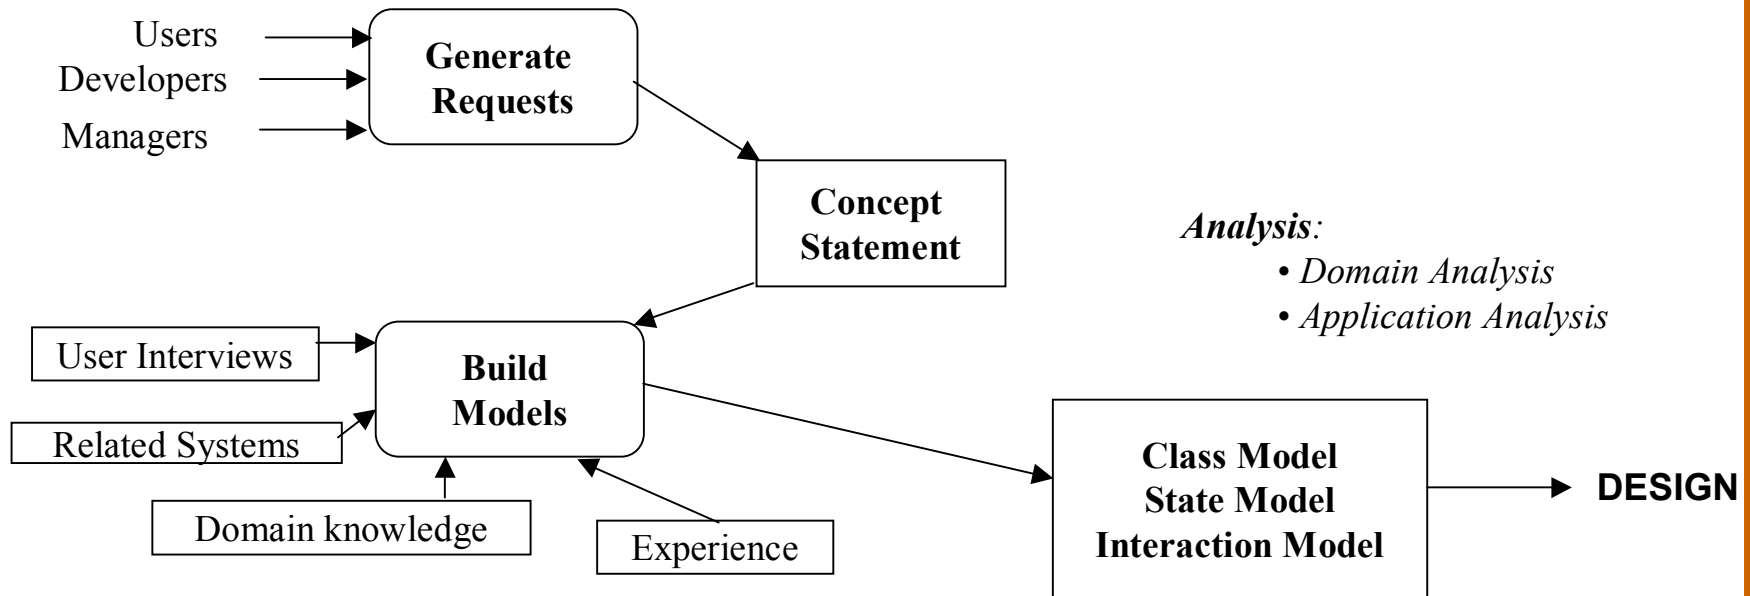 Users
Developers
Managers
Generate
Requests
Concept
Statement
Analysis:
• Domain Analysis
• Application Analysis
User Interviews
Related Systems
Domain knowledge
Experience
Build
Models
Class Model
State Model
Interaction Model
DESIGN